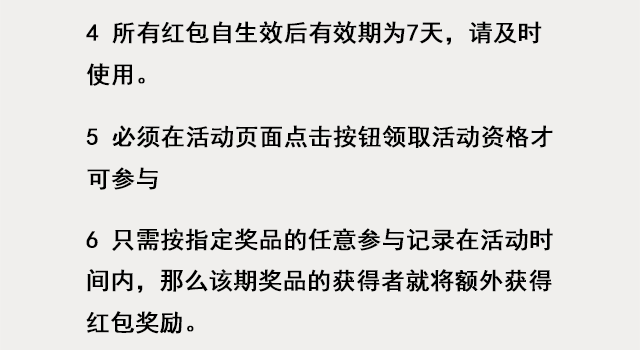 4 所有红包自生效后有效期为7天，请及时
使用。
5 必须在活动页面点击按钮领取活动资格才
可参与
6 只需按指定奖品的任意参与记录在活动时
间内，那么该期奖品的获得者就将额外获得
红包奖励。